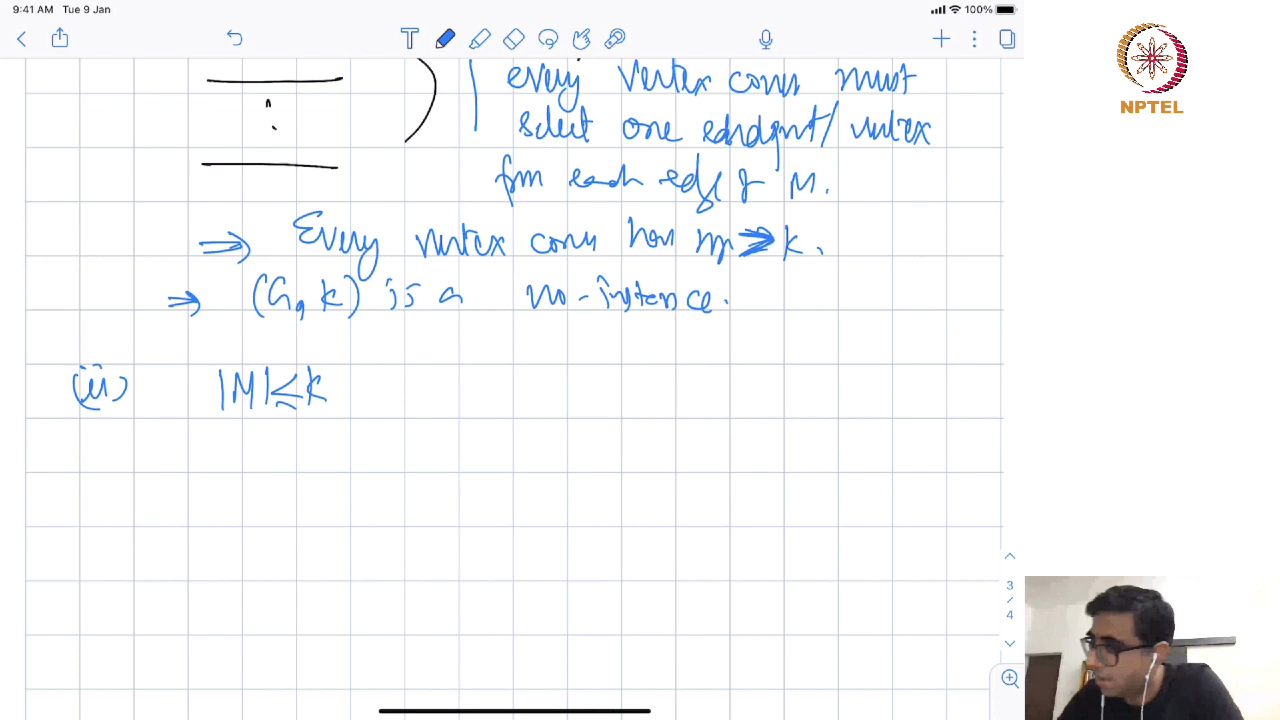 9:41 AM Tue 9 Jan
100%
NPTEL
every vertex cover must
select one endpoint/vertex
from each edge of M.
⇒ Every vertex cover has > k.
⇒ (G, k) is a no-instance.
(ii) |M| ≤ k
3
/
4